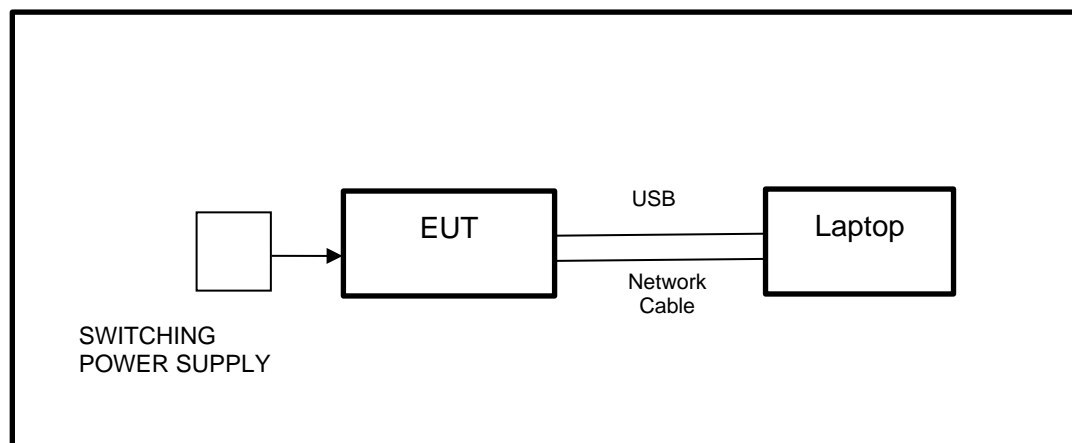 USB
EUT
Laptop
Network
Cable
SWITCHING
POWER SUPPLY